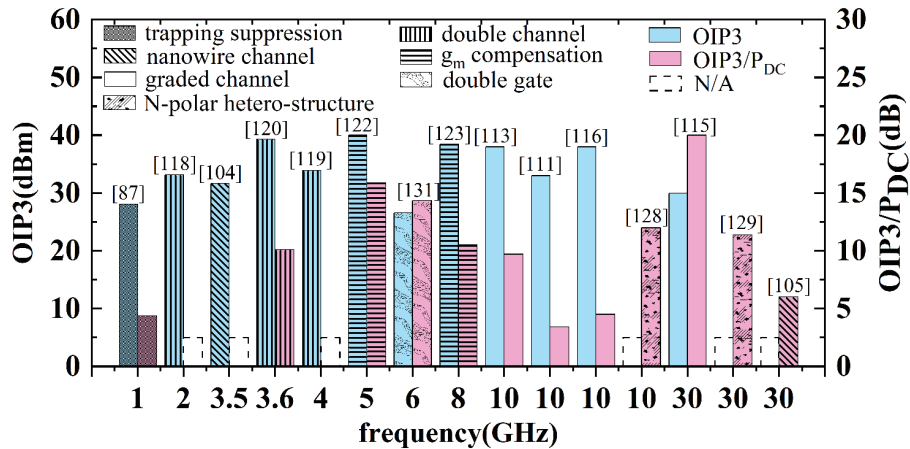 60
50
40
30
20
10
0
OIP3(dBm)
trapping suppression
nanowire channel
graded channel
N-polar hetero-structure
double channel
gm compensation
double gate
OIP3
OIP3/PDC
N/A
[87]
[118]
[104]
[120]
[119]
[122]
[131]
[123]
[113]
[111]
[116]
[128]
[115]
[129]
[105]
30
25
20
15
10
5
0
OIP3/PDC(dB)
1 2 3.5 3.6 4 5 6 8 10 10 10 10 30 30 30
frequency(GHz)